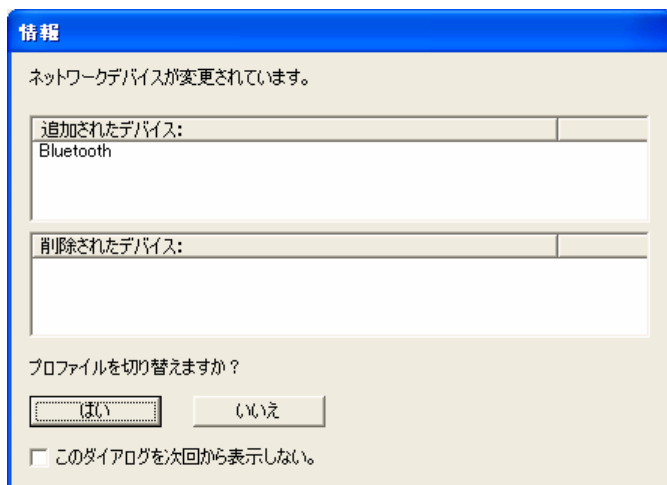 情報
ネットワークデバイスが変更されています。
追加されたデバイス:
Bluetooth
削除されたデバイス:
プロファイルを切り替えますか?
はい
いいえ
このダイアログを次回から表示しない。